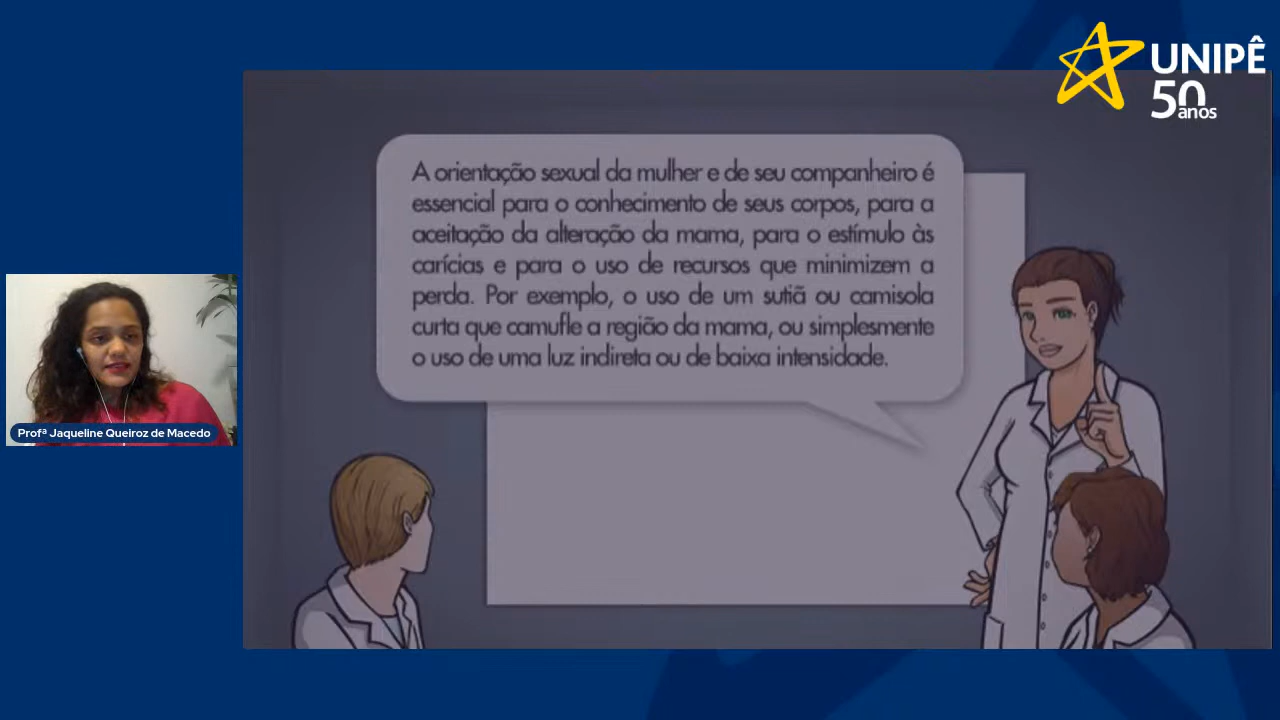 UNIPÊ
50
anos
A orientação sexual da mulher e de seu companheiro é
essencial para o conhecimento de seus corpos, para a
aceitação da alteração da mama, para o estímulo às
carícias e para o uso de recursos que minimizem a
perda. Por exemplo, o uso de um sutiã ou camisola
curta que camufle a região da mama, ou simplesmente
o uso de uma luz indireta ou de baixa intensidade.
Profª Jaqueline Queiroz de Macedo